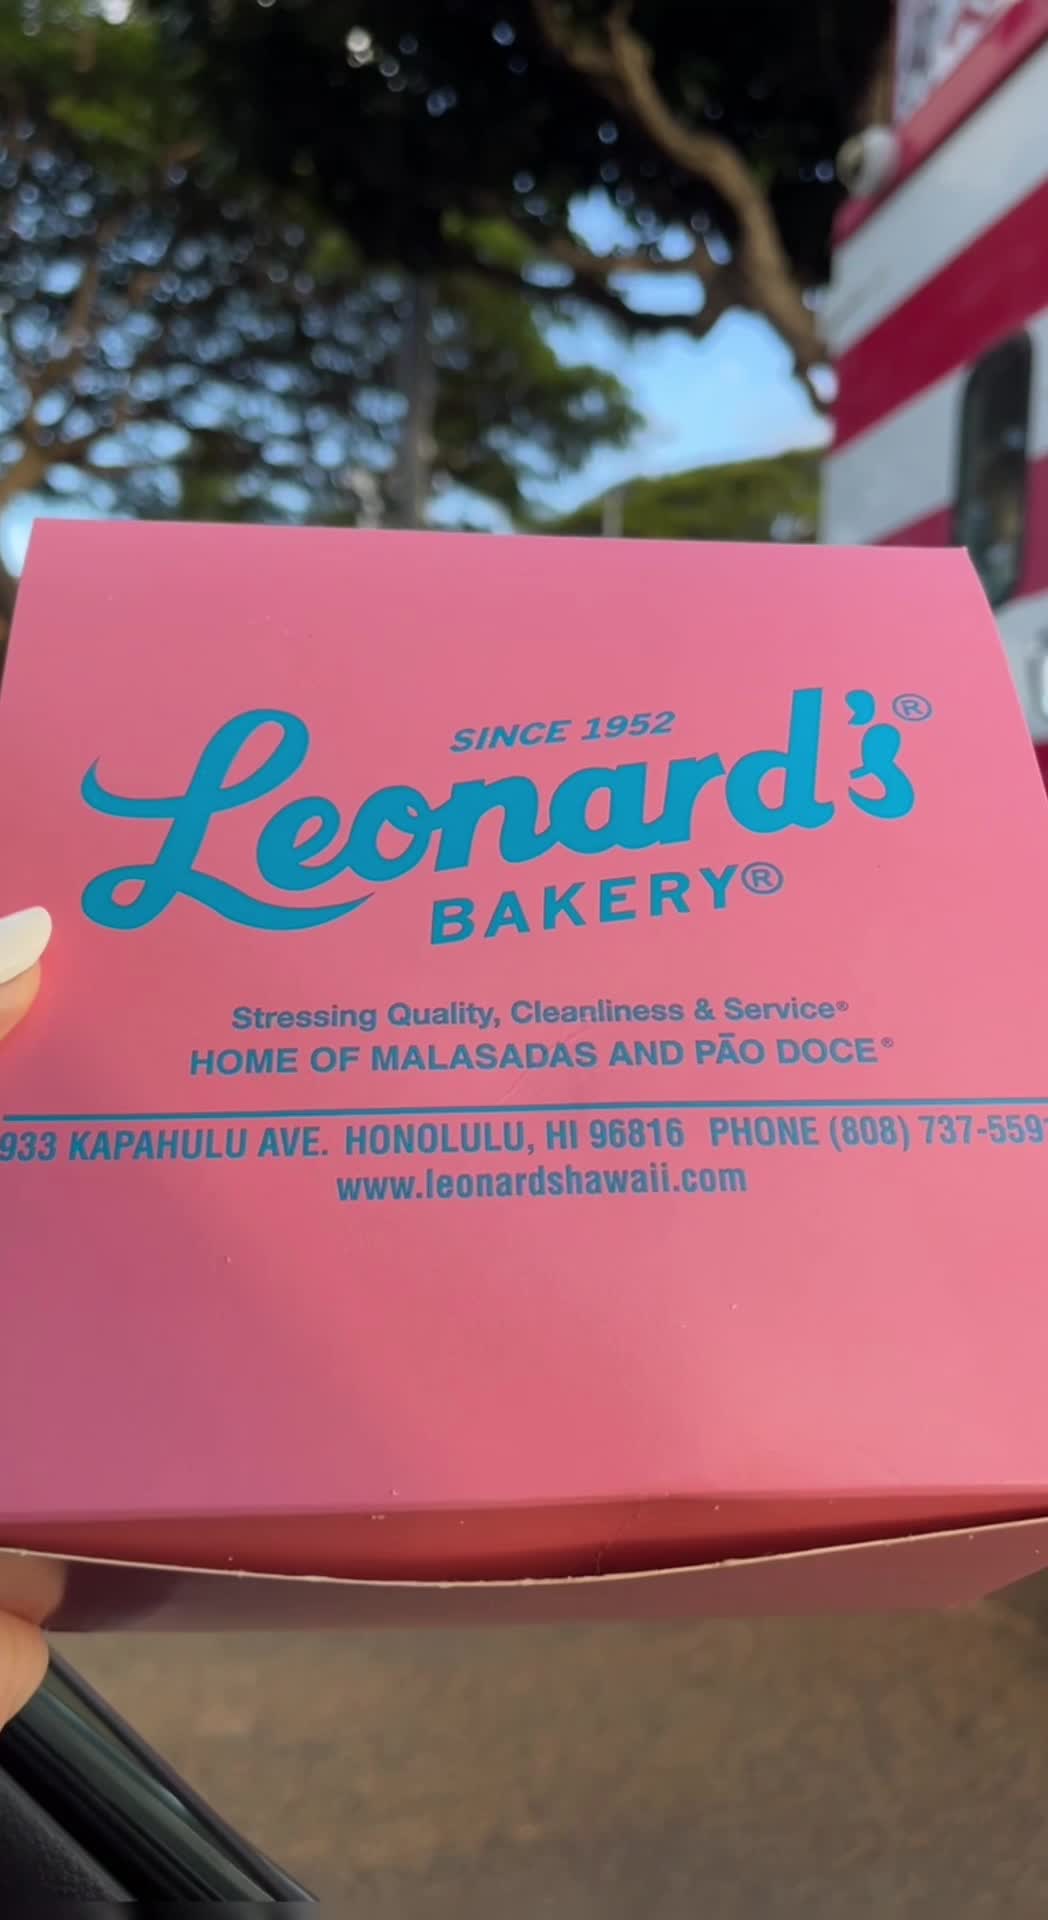 SINCE 1952
Leonard's®
BAKERY®
Stressing Quality, Cleanliness & Service®
HOME OF MALASADAS AND PÃO DOCE®
933 KAPAHULU AVE. HONOLULU, HI 96816 PHONE (808) 737-559
www.leonardshawaii.com